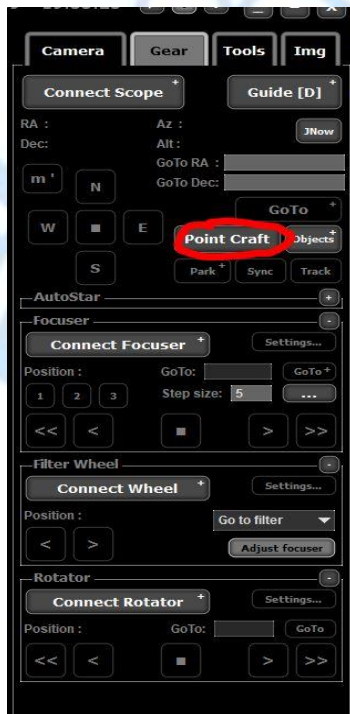 Camera Gear Tools Img
Connect Scope + Guide [D] +
RA : Az : JNow
Dec: Alt :
GoTo RA :
m ' N GoTo Dec:
GoTo +
W ■ E Point Craft Objects +
S Park + Sync Track
AutoStar +
Focuser -
Connect Focuser + Settings...
Position : GoTo: GoTo +
1 2 3 Step size: 5 ...
<< < ■ > >>
Filter Wheel -
Connect Wheel + Settings...
Position : Go to filter
< > Adjust focuser
Rotator -
Connect Rotator + Settings...
Position : GoTo: GoTo
<< < ■ > >>